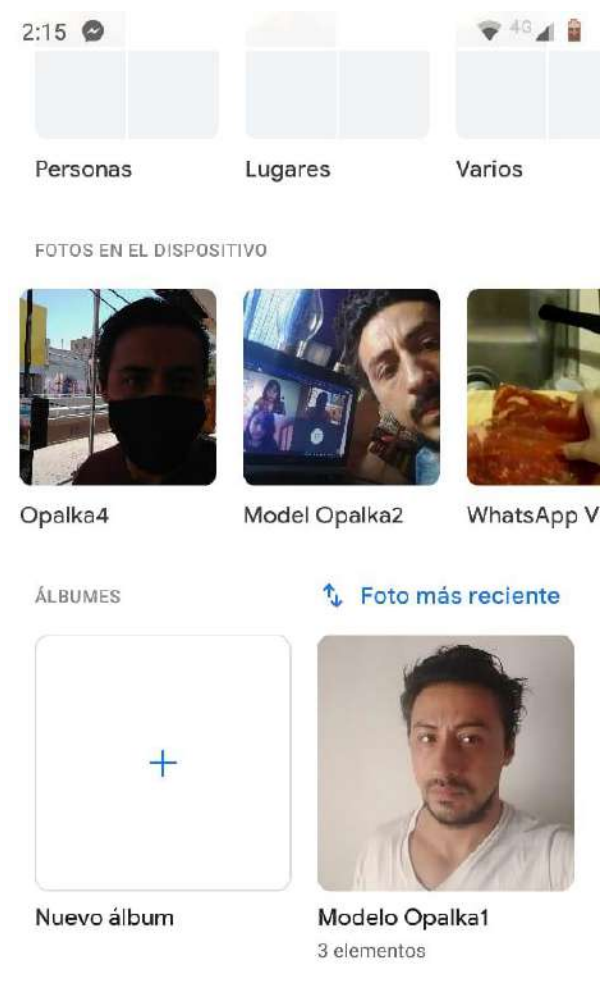 2:15
4G
Personas
Lugares
Varios
FOTOS EN EL DISPOSITIVO
Opalka4
Model Opalka2
WhatsApp V
ÁLBUMES
Foto más reciente
Nuevo álbum
Modelo Opalka1
3 elementos